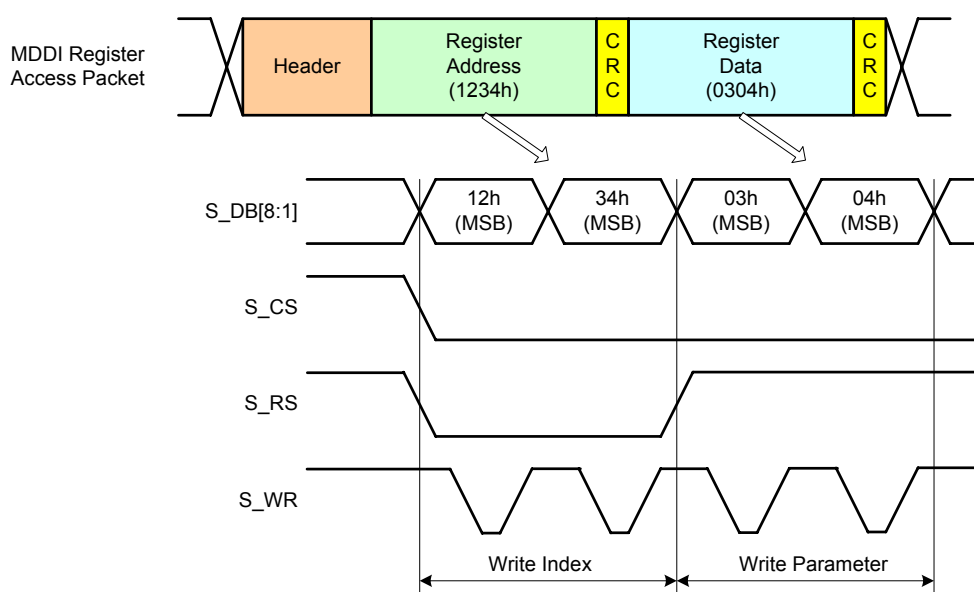 MDDI Register
Access Packet
Header
Register
Address
(1234h)
C
R
C
Register
Data
(0304h)
C
R
C
S_DB[8:1]
12h
(MSB)
34h
(MSB)
03h
(MSB)
04h
(MSB)
S_CS
S_RS
S_WR
Write Index
Write Parameter